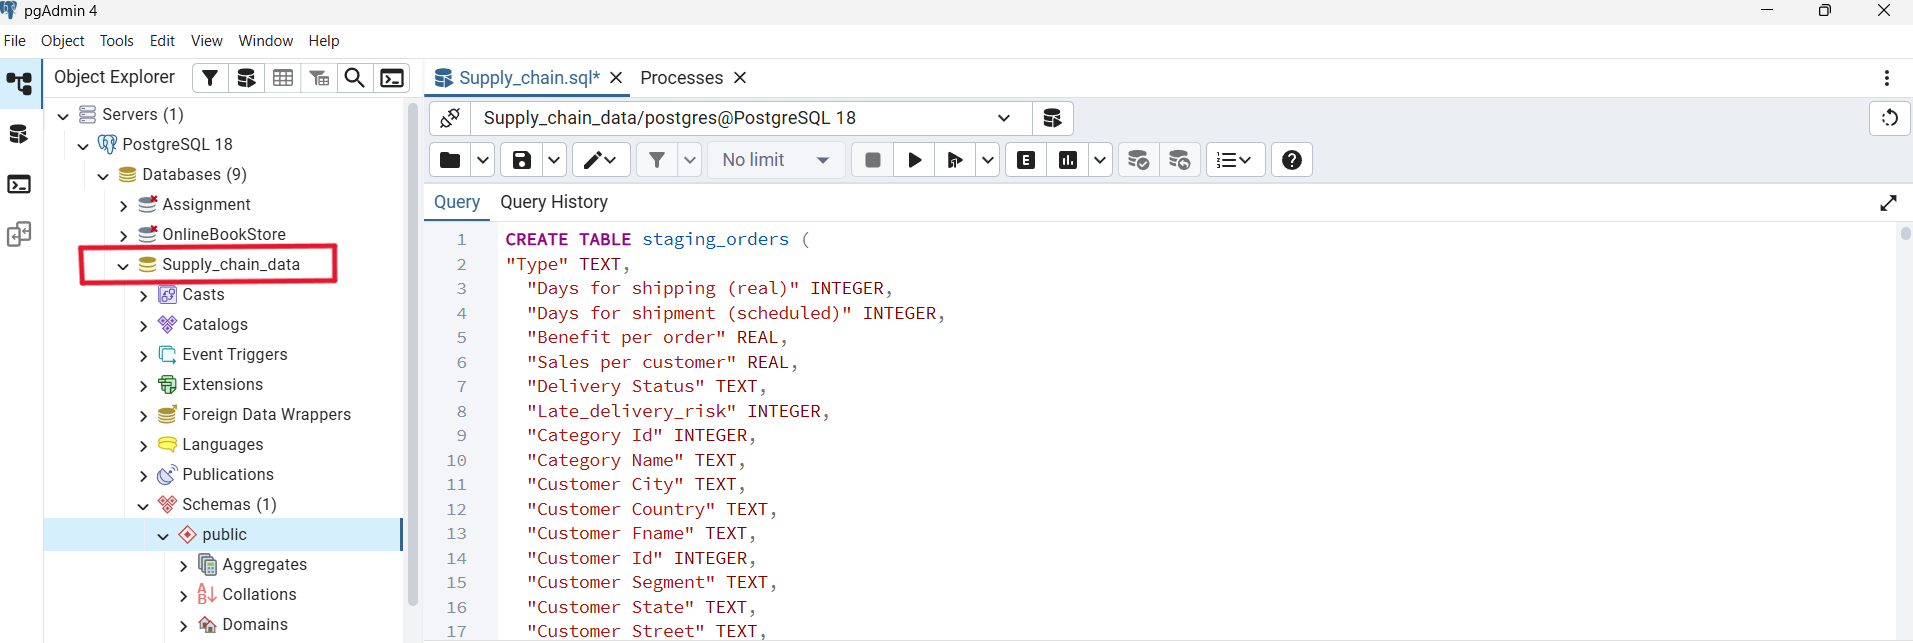 pgAdmin 4
File Object Tools Edit View Window Help
Object Explorer
Servers (1)
PostgreSQL 18
Databases (9)
Assignment
OnlineBookStore
Supply_chain_data
Casts
Catalogs
Event Triggers
Extensions
Foreign Data Wrappers
Languages
Publications
Schemas (1)
public
Aggregates
Collations
Domains
Supply_chain.sql* Processes
Supply_chain_data/postgres@PostgreSQL 18
No limit E
Query Query History
1 CREATE TABLE staging_orders (
2 "Type" TEXT,
3 "Days for shipping (real)" INTEGER,
4 "Days for shipment (scheduled)" INTEGER,
5 "Benefit per order" REAL,
6 "Sales per customer" REAL,
7 "Delivery Status" TEXT,
8 "Late_delivery_risk" INTEGER,
9 "Category Id" INTEGER,
10 "Category Name" TEXT,
11 "Customer City" TEXT,
12 "Customer Country" TEXT,
13 "Customer Fname" TEXT,
14 "Customer Id" INTEGER,
15 "Customer Segment" TEXT,
16 "Customer State" TEXT,
17 "Customer Street" TEXT,